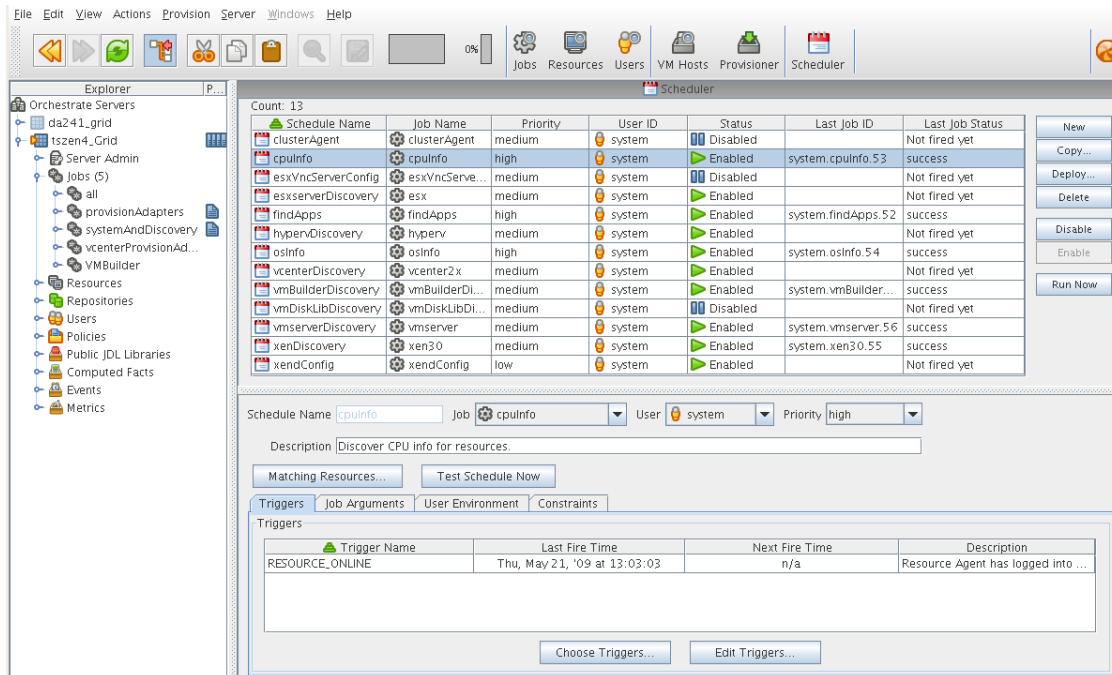 File Edit View Actions Provision Server Windows Help
0%
Jobs Resources Users VM Hosts Provisioner Scheduler
Explorer P...
Orchestrate Servers
da241_grid
tszen4_Grid
Server Admin
Jobs (5)
all
provisionAdapters
systemAndDiscovery
vcenterProvisionAd...
VMBuilder
Resources
Repositories
Users
Policies
Public JDL Libraries
Computed Facts
Events
Metrics
Scheduler
Count: 13
Schedule Name Job Name Priority User ID Status Last Job ID Last Job Status
clusterAgent clusterAgent medium system Disabled Not fired yet
cpuInfo cpuInfo high system Enabled system.cpuInfo.53 success
esxVncServerConfig esxVncServe... medium system Disabled Not fired yet
esxserverDiscovery esx medium system Enabled Not fired yet
findApps findApps high system Enabled system.findApps.52 success
hypervDiscovery hyperv medium system Enabled Not fired yet
osInfo osInfo high system Enabled system.osInfo.54 success
vcenterDiscovery vcenter2x medium system Enabled Not fired yet
vmBuilderDiscovery vmBuilderDi... medium system Enabled system.vmBuilder... success
vmDiskLibDiscovery vmDiskLibDi... medium system Disabled Not fired yet
vmserverDiscovery vmserver medium system Enabled system.vmserver.56 success
xenDiscovery xen30 medium system Enabled system.xen30.55 success
xendConfig xendConfig low system Enabled Not fired yet
New
Copy...
Deploy...
Delete
Disable
Enable
Run Now
Schedule Name cpuInfo Job cpuInfo User system Priority high
Description Discover CPU info for resources.
Matching Resources... Test Schedule Now
Triggers Job Arguments User Environment Constraints
Triggers
Trigger Name Last Fire Time Next Fire Time Description
RESOURCE_ONLINE Thu, May 21, '09 at 13:03:03 n/a Resource Agent has logged into ...
Choose Triggers... Edit Triggers...